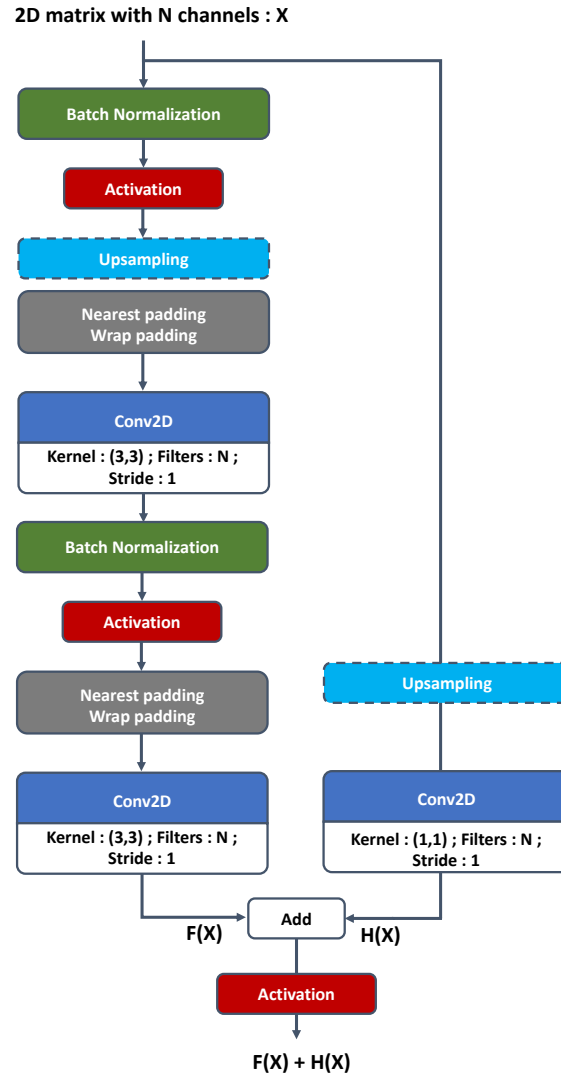 2D matrix with N channels : X
Batch Normalization
Activation
Upsampling
Nearest padding
Wrap padding
Conv2D
Kernel : (3,3) ; Filters : N ;
Stride : 1
Batch Normalization
Activation
Nearest padding
Wrap padding
Conv2D
Kernel : (3,3) ; Filters : N ;
Stride : 1
Upsampling
Conv2D
Kernel : (1,1) ; Filters : N ;
Stride : 1
F(X)
Add
H(X)
Activation
F(X) + H(X)